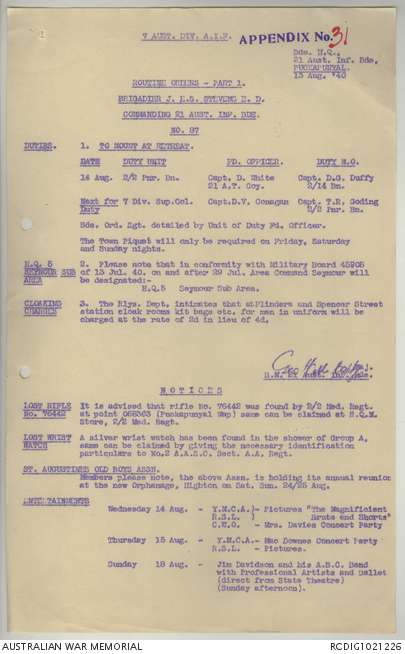 7 AUST. DIV. A.I.F. APPENDIX No. 31
Bde. H.Q.,
21 Aust. Inf. Bde,
PUCKAPUNYAL.
13 Aug. '40
ROUTINE ORDERS - PART 1.
BRIGADIER J.E.S. STEVENS E.D.
COMMANDING 21 AUST. INF. BDE.
NO. 87
DUTIES. 1. TO MOUNT AT RETREAT.
DATE DUTY UNIT FD. OFFICER. DUTY M.O.
14 Aug. 2/2 Pnr. Bn. Capt. D. White Capt. D.G. Duffy
21 A.T. Coy. 2/14 Bn.
Next for 7 Div. Sup.Col. Capt.D.V. Conagan Capt. T.R. Goding
Duty 2/2 Pnr. Bn.
Bde. Ord. Sgt. detailed by Unit of Duty Fd. Officer.
The Town Piquet will only be required on Friday, Saturday
and Sunday nights.
H.Q. 5 2. Please note that in conformity with Military Board 45905
SEYMOUR SUB of 13 Jul. 40. on and after 29 Jul. Area Command Seymour will
AREA be designated:-
H.Q.5 Seymour Sub Area.
CLOAKING 3. The Rlys. Dept. intimates that at Flinders and Spencer Street
CHARGES station cloak rooms kit bags etc. for men in uniform will be
charged at the rate of 2d in lieu of 4d.
NOTICES
LOST RIFLE It is advised that rifle No. 76442 was found by 2/2 Med. Regt.
No. 76442 at point 068363 (Puckapunyal Map) same can be claimed at R.Q.M.
Store, 2/2 Med. Regt.
LOST WRIST A silver wrist watch has been found in the shower of Group A,
WATCH same can be claimed by giving the necessary identification
particulars to No.2 A.A.S.C. Sect. A.A. Regt.
ST. AUGUSTINES OLD BOYS ASSN.
Members please note, the above Assn. is holding its annual reunion
at the new Orphanage, Highton on Sat. Sun. 24/25 Aug.
ENTERTAINMENTS
Wednesday 14 Aug. - Y.M.C.A.)- Pictures "The Magnificent
R.S.L. ) Brute and Shorts"
C.E.O. - Mrs. Davies Concert Party
Thursday 15 Aug. - Y.M.C.A.- Mac Downes Concert Party
R.S.L. - Pictures.
Sunday 18 Aug. - Jim Davidson and his A.B.C. Band
with Professional Artists and Ballet
(direct from State Theatre)
(Sunday afternoon).
AUSTRALIAN WAR MEMORIAL RCDIG1021226